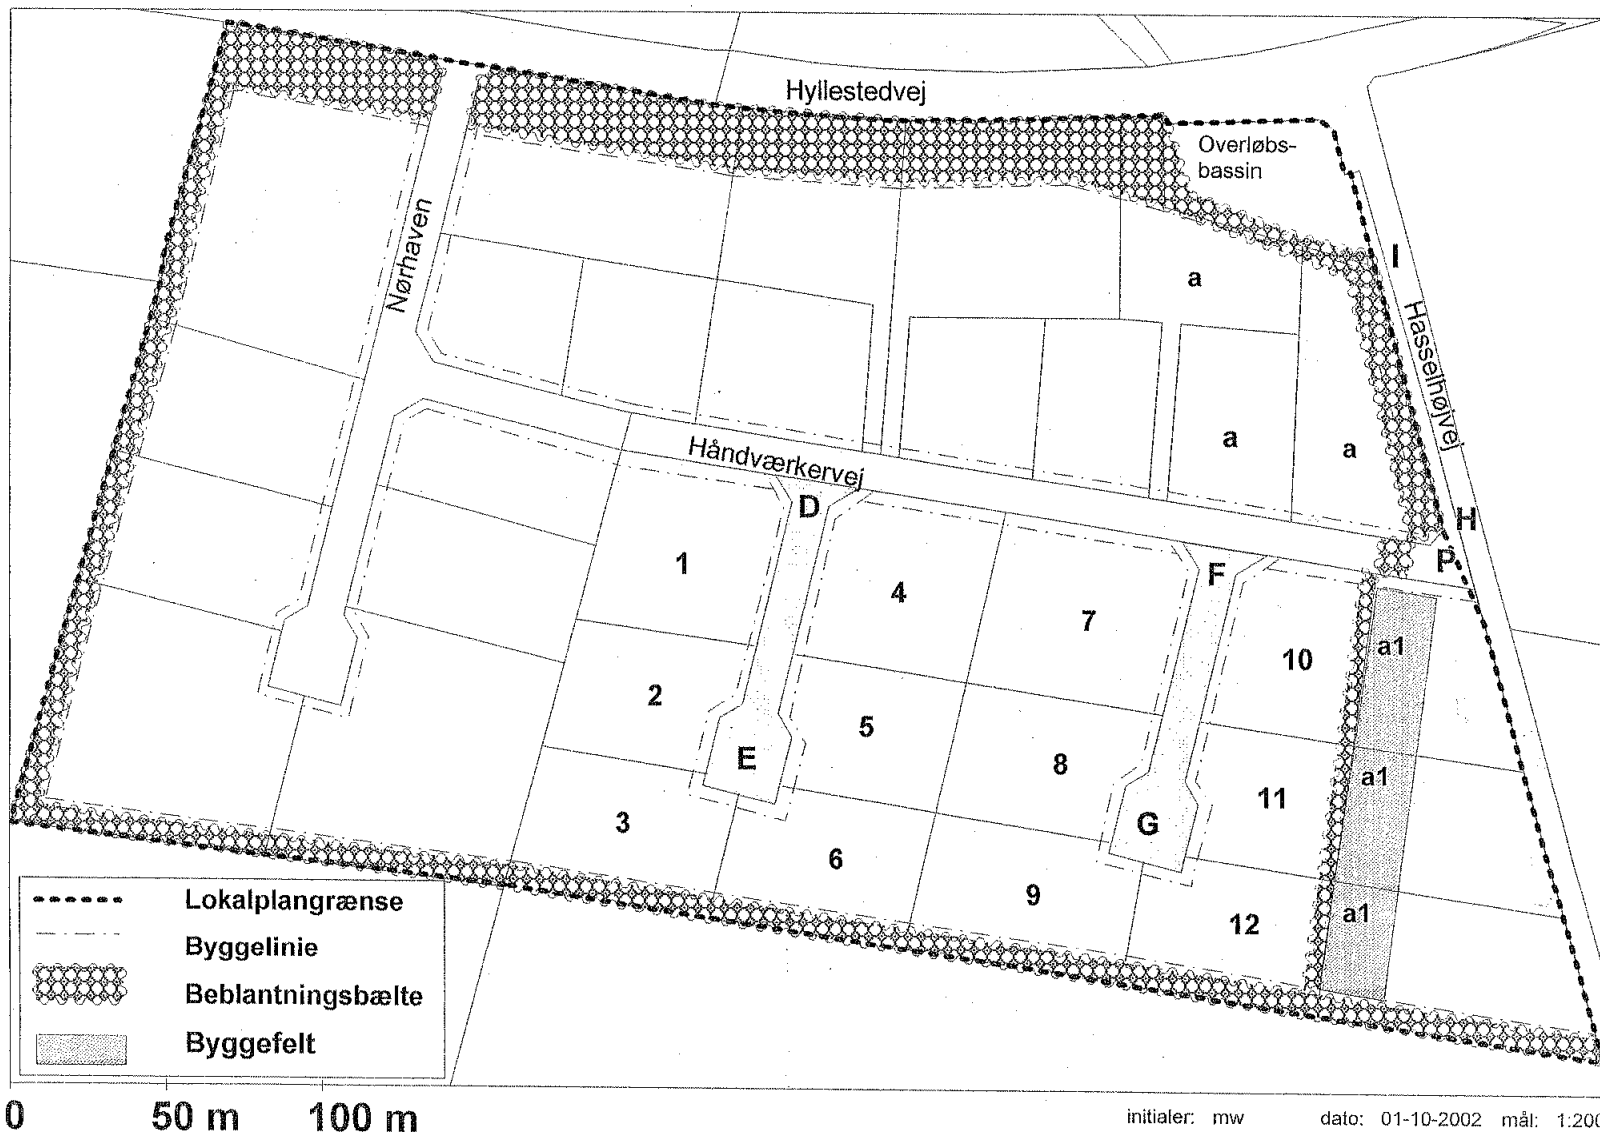 Hyllestedvej
Overløbs-
bassin
Nørhaven
I
a
Hasselhøjvej
a
a
Håndværkervej
D
H
P
F
1
4
7
10
a1
2
5
8
11
a1
E
G
3
6
9
12
a1
Lokalplangrænse
Byggelinie
Beblantningsbælte
Byggefelt
0 50 m 100 m
initialer: mw dato: 01-10-2002 mål: 1:200